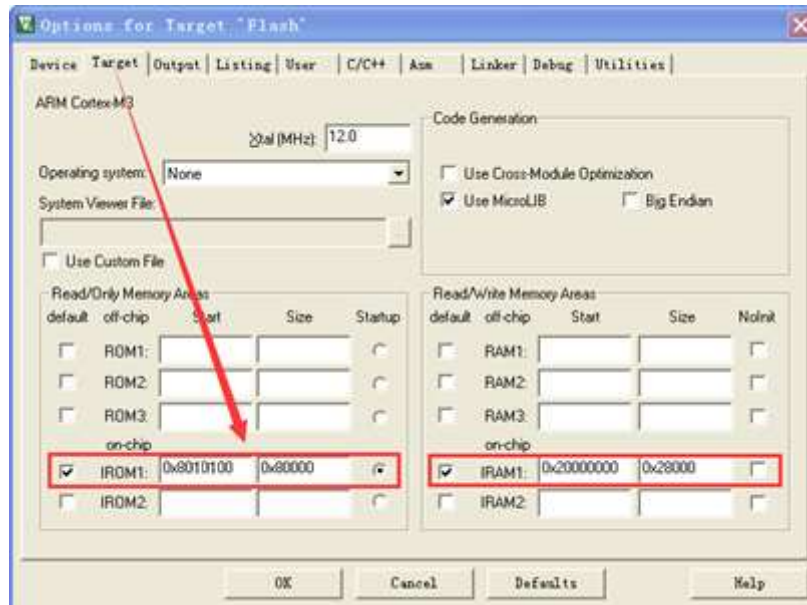 Options for Target 'Flash'
Device Target Output Listing User C/C++ Asm Linker Debug Utilities
ARM Cortex-M3
Xtal (MHz): 12.0
Operating system: None
System Viewer File:
Use Custom File
Code Generation
Use Cross-Module Optimization
Use MicroLIB Big Endian
Read/Only Memory Areas
default off-chip Start Size Startup
ROM1:
ROM2:
ROM3:
on-chip
IROM1: 0x8010100 0x80000
IROM2:
Read/Write Memory Areas
default off-chip Start Size NoInit
RAM1:
RAM2:
RAM3:
on-chip
IRAM1: 0x20000000 0x28000
IRAM2:
OK Cancel Defaults Help